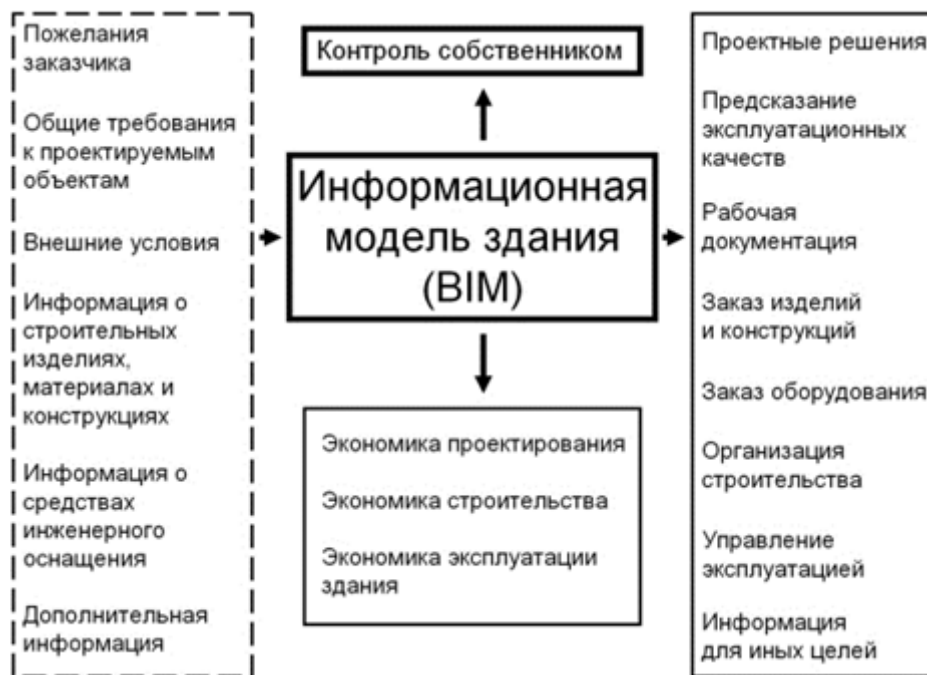 Пожелания
заказчика
Общие требования
к проектируемым
объектам
Внешние условия
Информация о
строительных
изделиях,
материалах и
конструкциях
Информация о
средствах
инженерного
оснащения
Дополнительная
информация
Контроль собственником
Информационная
модель здания
(BIM)
Экономика проектирования
Экономика строительства
Экономика эксплуатации
здания
Проектные решения
Предсказание
эксплуатационных
качеств
Рабочая
документация
Заказ изделий
и конструкций
Заказ оборудования
Организация
строительства
Управление
эксплуатацией
Информация
для иных целей